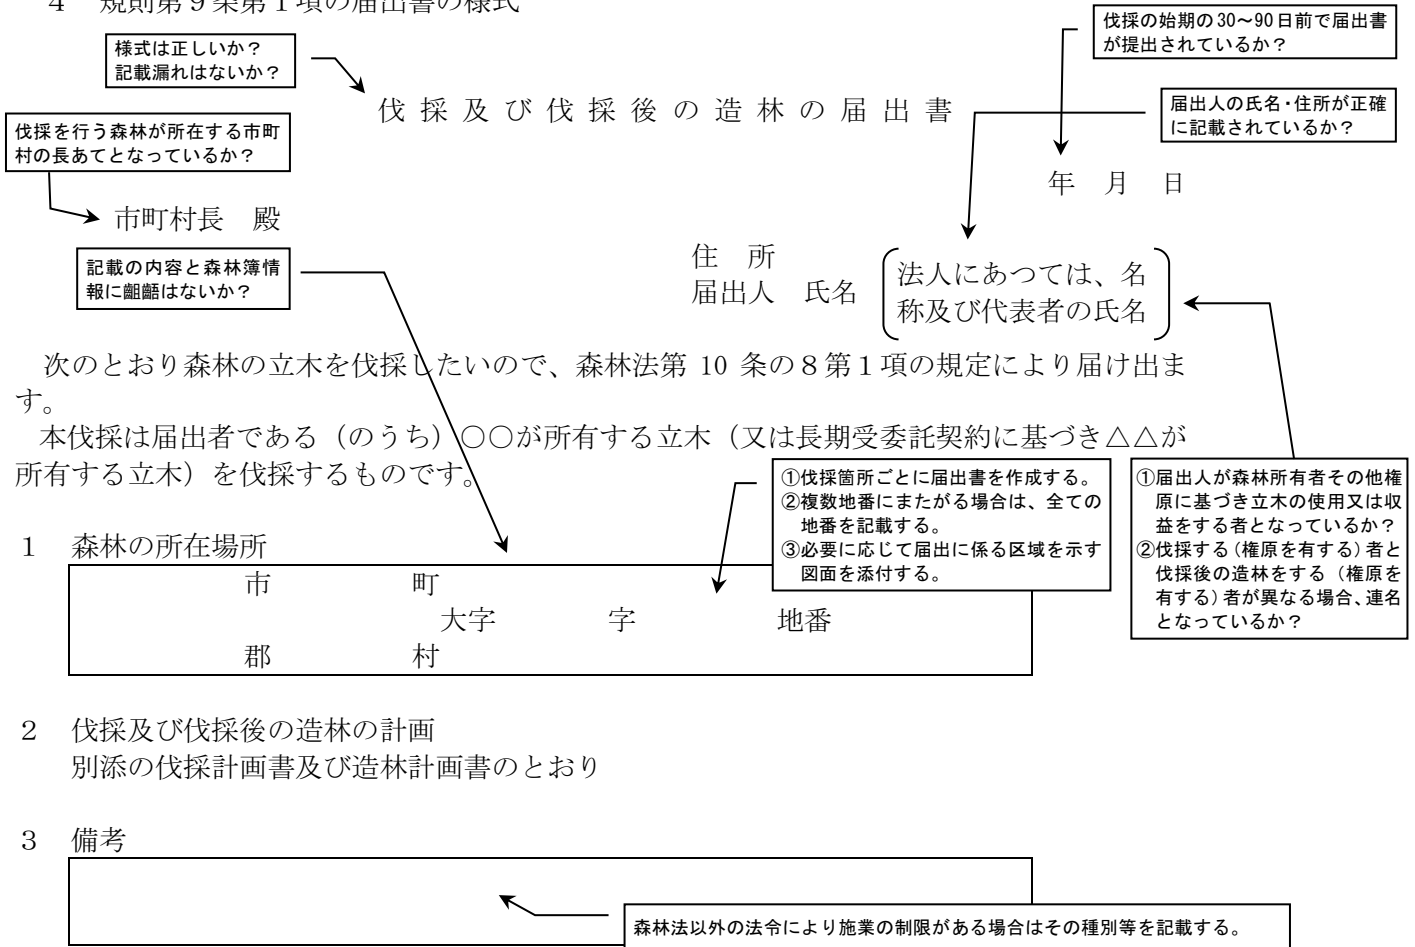 4 規則第９条第１項の届出書の様式
伐採の始期の30～90日前で届出書
が提出されているか？
様式は正しいか？
記載漏れはないか？
伐採及び伐採後の造林の届出書
届出人の氏名・住所が正確
に記載されているか？
伐採を行う森林が所在する市町
村の長あてとなっているか？
年　月　日
市町村長　殿
記載の内容と森林簿情
報に齟齬はないか？
住　所
届出人　氏名
法人にあつては、名
称及び代表者の氏名
次のとおり森林の立木を伐採したいので、森林法第 10 条の８第１項の規定により届け出ま
す。
本伐採は届出者である（のうち）○○が所有する立木（又は長期受委託契約に基づき△△が
所有する立木）を伐採するものです。
①伐採箇所ごとに届出書を作成する。
②複数地番にまたがる場合は、全ての
地番を記載する。
③必要に応じて届出に係る区域を示す
図面を添付する。
①届出人が森林所有者その他権
原に基づき立木の使用又は収
益をする者となっているか？
②伐採する（権原を有する）者と
伐採後の造林をする（権原を
有する）者が異なる場合、連名
となっているか？
１　森林の所在場所
市　町
大字　字　地番
郡　村
２　伐採及び伐採後の造林の計画
別添の伐採計画書及び造林計画書のとおり
３　備考
森林法以外の法令により施業の制限がある場合はその種別等を記載する。